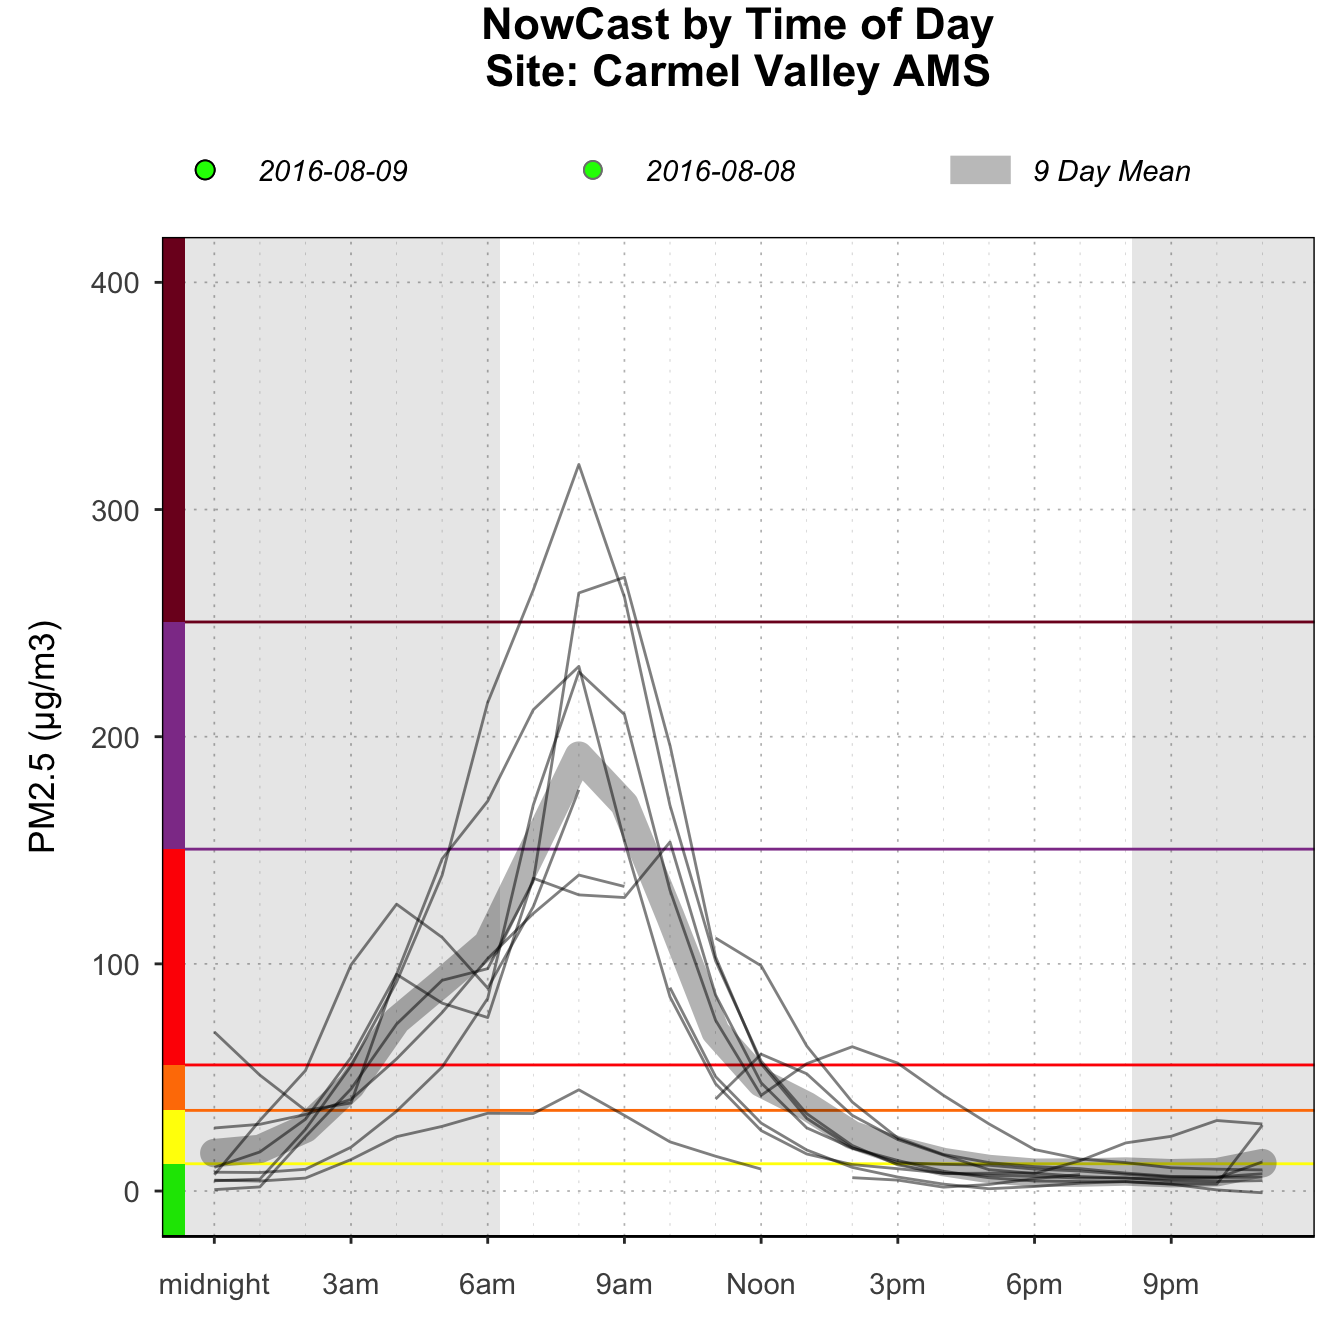 NowCast by Time of Day
Site: Carmel Valley AMS
2016-08-09 2016-08-08 9 Day Mean
400
300
200
100
0
PM2.5 (µg/m3)
midnight 3am 6am 9am Noon 3pm 6pm 9pm